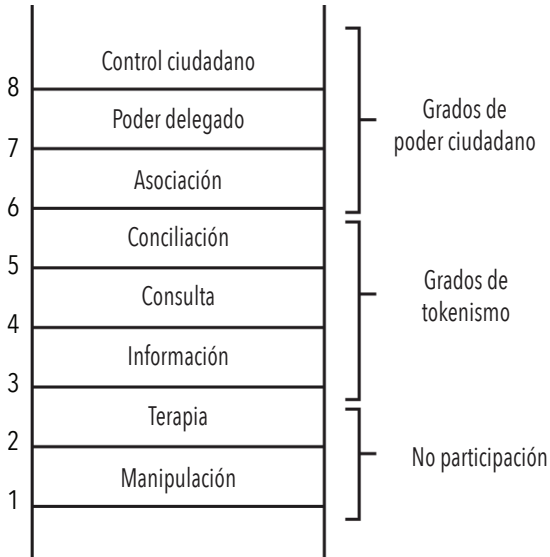 Control ciudadano
8
Poder delegado
7
Asociación
6
Conciliación
5
Consulta
4
Información
3
Terapia
2
Manipulación
1
Grados de
poder ciudadano
Grados de
tokenismo
No participación